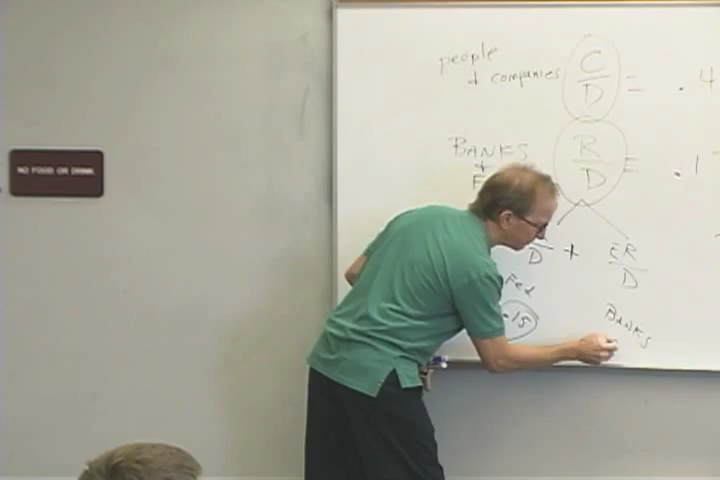 people
& companies C/D = .4
NO FOOD OR DRINK
BANKS
&
F
R/D = .1
D + ER/D
Fed
.15
BANKS